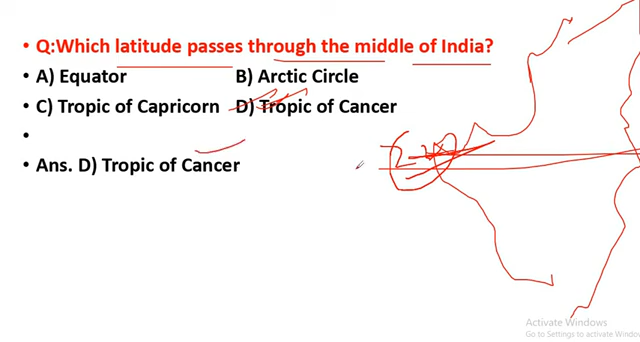 Q:Which latitude passes through the middle of India?
A) Equator B) Arctic Circle
C) Tropic of Capricorn D) Tropic of Cancer
•
Ans. D) Tropic of Cancer
Activate Windows
Go to Settings to activate Windows